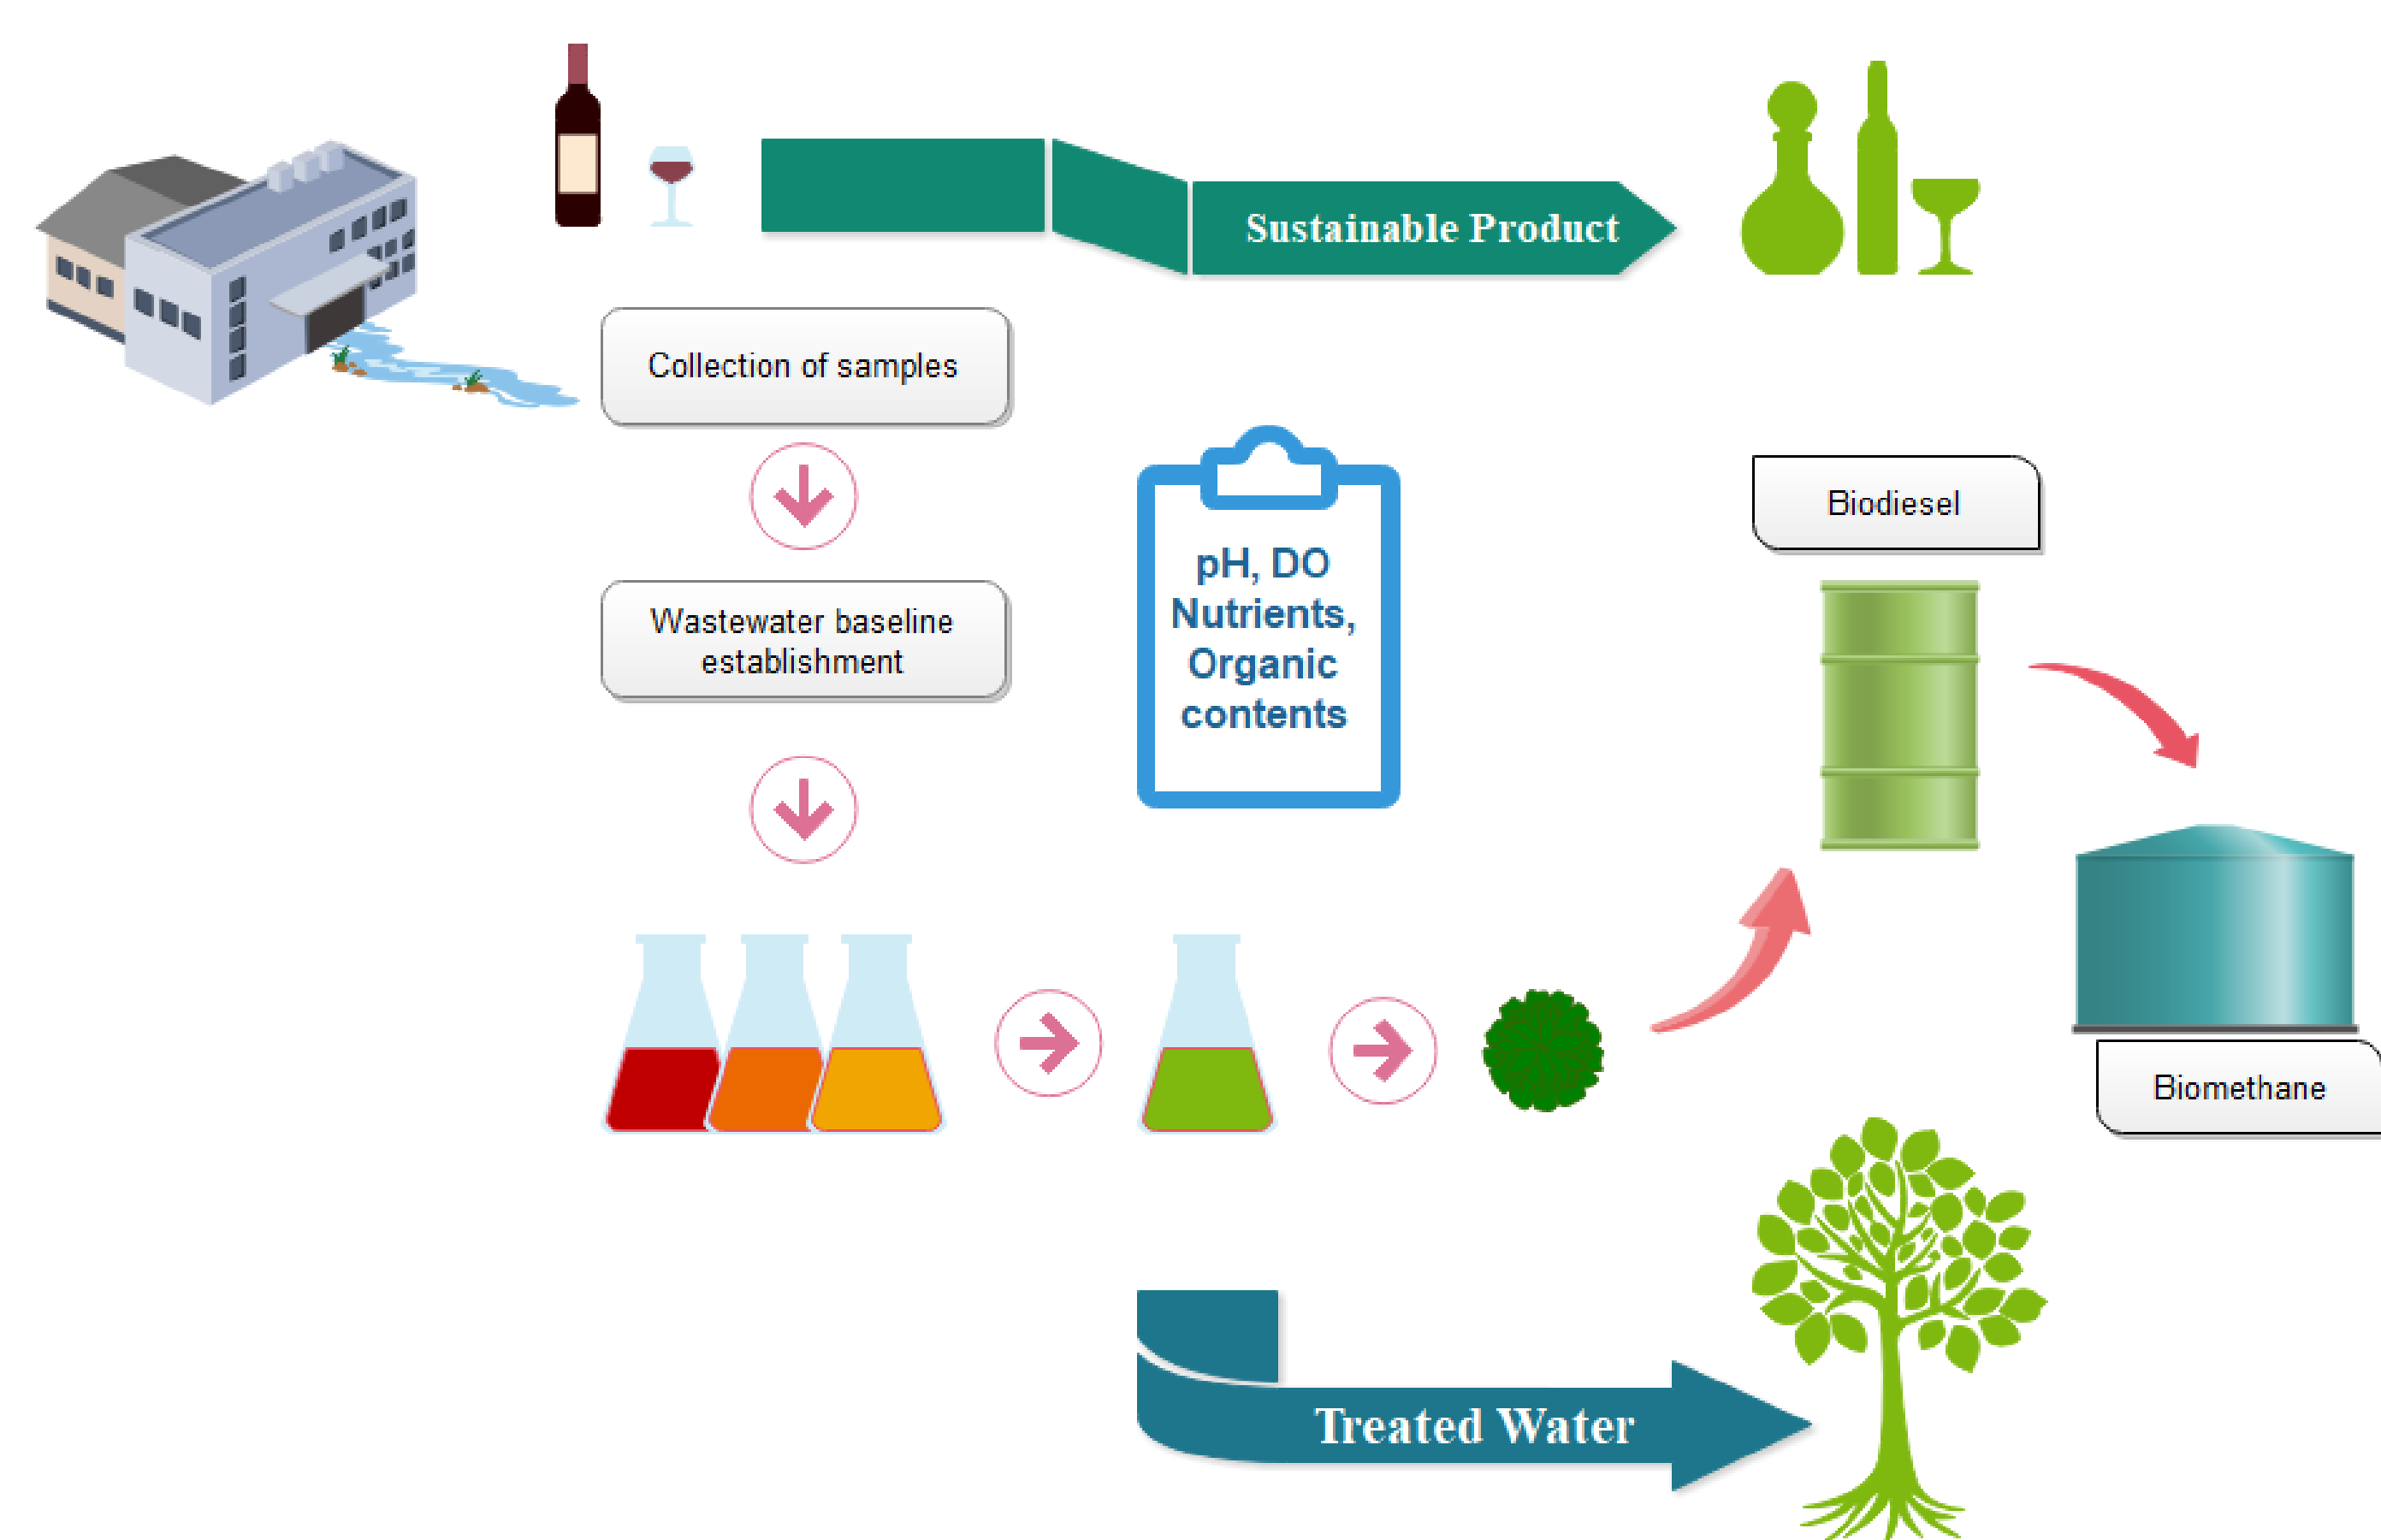 Sustainable Product
Collection of samples
Wastewater baseline
establishment
pH, DO
Nutrients,
Organic
contents
Biodiesel
Biomethane
Treated Water